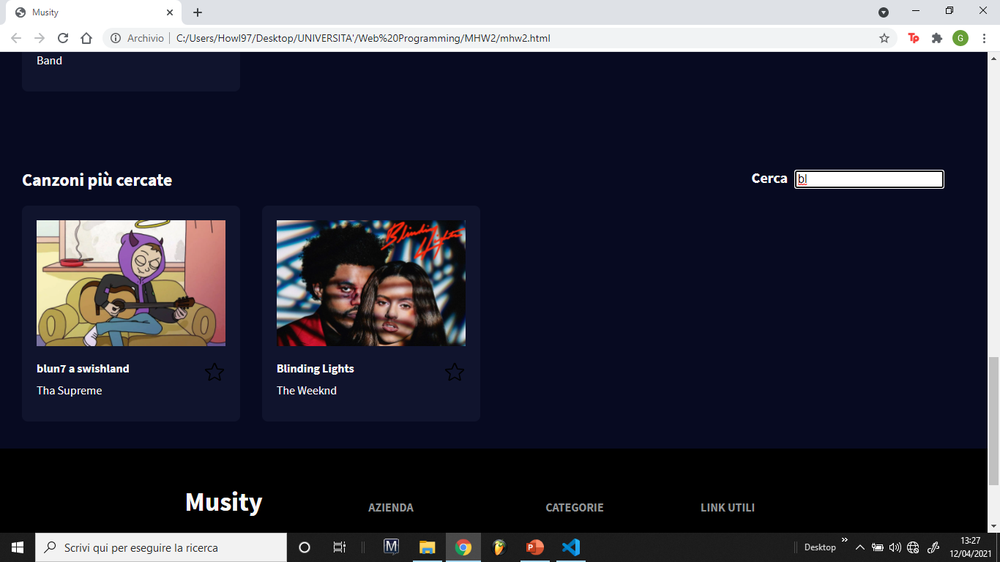 Musity
Archivio
C:/Users/Howl97/Desktop/UNIVERSITA'/Web%20Programming/MHW2/mhw2.html
Tp
G
Band
Canzoni più cercate
Cerca
bl
Blinding
Lights
blun7 a swishland
Tha Supreme
Blinding Lights
The Weeknd
Musity
AZIENDA
CATEGORIE
LINK UTILI
Scrivi qui per eseguire la ricerca
M
P
Desktop
»
13:27
12/04/2021